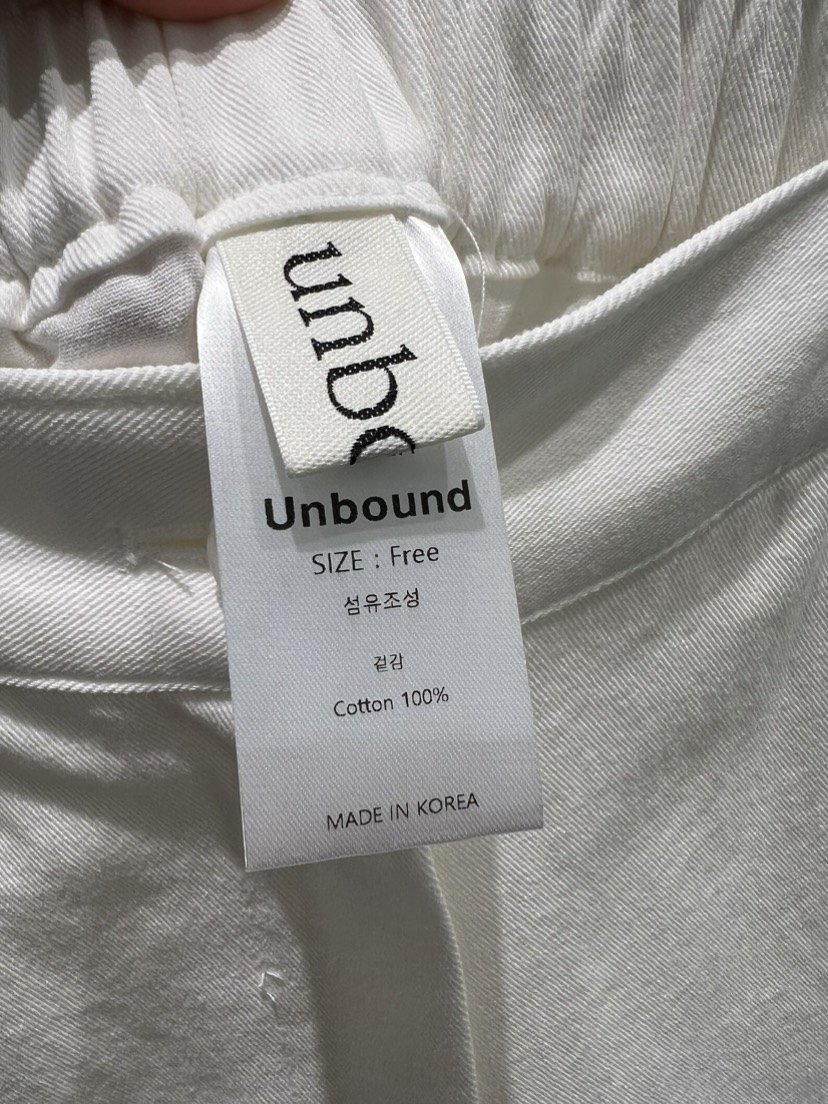 unbo
Unbound
SIZE : Free
섬유조성
겉감
Cotton 100%
MADE IN KOREA